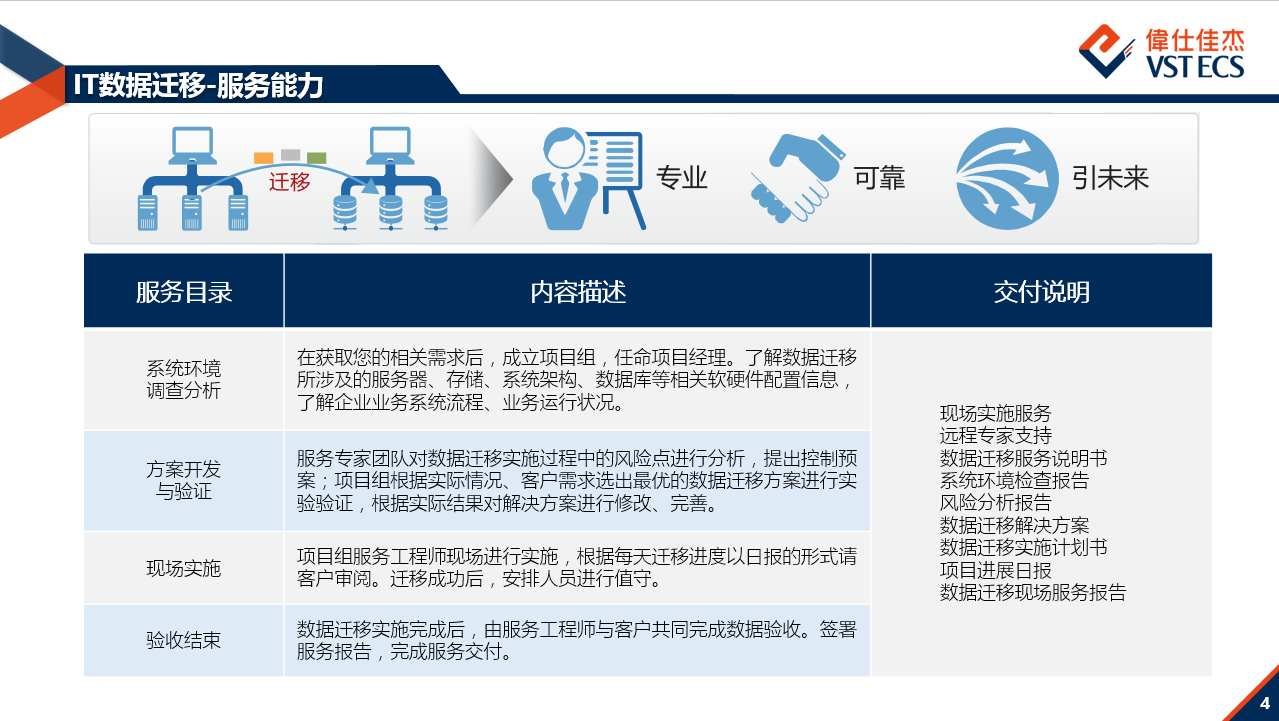 偉仕佳杰
VSTECS
IT数据迁移-服务能力
迁移
专业
可靠
引未来
服务目录
内容描述
交付说明
系统环境
调查分析
在获取您的相关需求后，成立项目组，任命项目经理。了解数据迁移
所涉及的服务器、存储、系统架构、数据库等相关软硬件配置信息，
了解企业业务系统流程、业务运行状况。
方案开发
与验证
服务专家团队对数据迁移实施过程中的风险点进行分析，提出控制预
案；项目组根据实际情况、客户需求选出最优的数据迁移方案进行实
验验证，根据实际结果对解决方案进行修改、完善。
现场实施
项目组服务工程师现场进行实施，根据每天迁移进度以日报的形式请
客户审阅。迁移成功后，安排人员进行值守。
验收结束
数据迁移实施完成后，由服务工程师与客户共同完成数据验收。签署
服务报告，完成服务交付。
现场实施服务
远程专家支持
数据迁移服务说明书
系统环境检查报告
风险分析报告
数据迁移解决方案
数据迁移实施计划书
项目进展日报
数据迁移现场服务报告
4